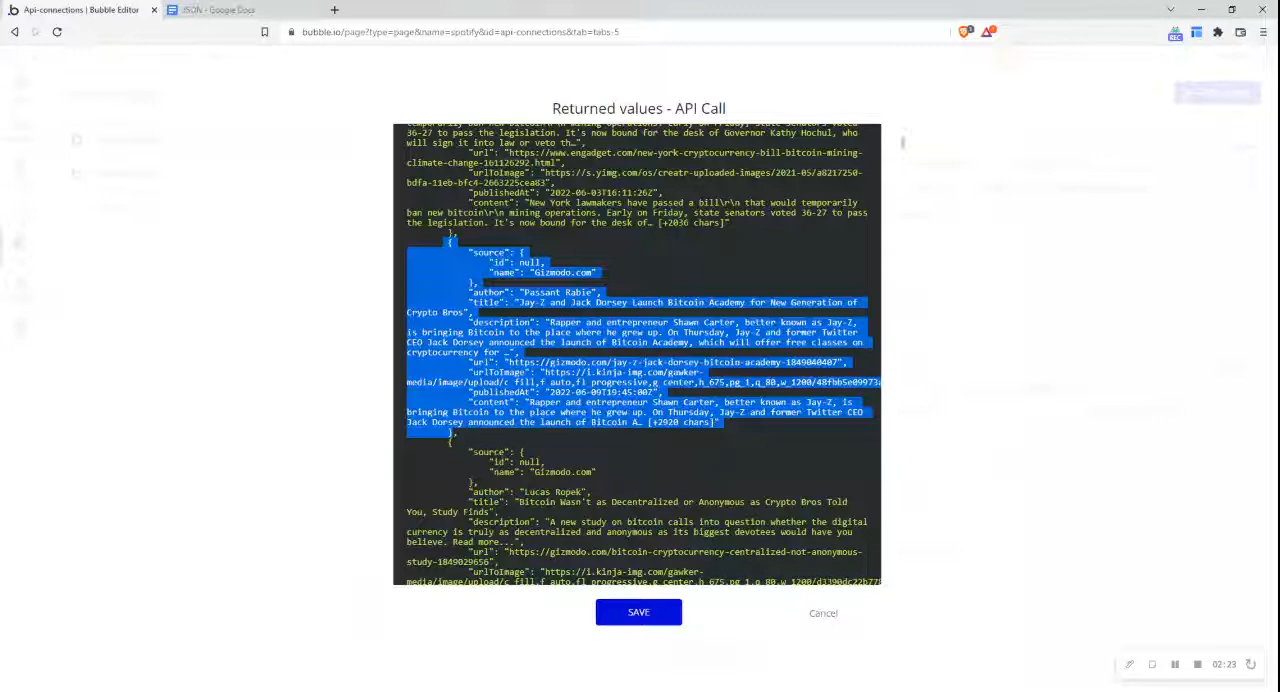 Api-connections | Bubble Editor
JSON - Google Docs
bubble.io/page?type=page&name=spotify&id=api-connections&tab=tabs-5
REC
Returned values - API Call
temporarily ban new bitcoin\r\n mining operations. Early on Friday, state senators voted
36-27 to pass the legislation. It's now bound for the desk of Governor Kathy Hochul, who
will sign it into law or veto th…",
"url": "https://www.engadget.com/new-york-cryptocurrency-bill-bitcoin-mining-
climate-change-161126292.html",
"urlToImage": "https://s.yimg.com/os/creatr-uploaded-images/2021-05/a8217250-
bdfa-11eb-bfc4-2663225cea83",
"publishedAt": "2022-06-03T16:11:26Z",
"content": "New York lawmakers have passed a bill\r\n that would temporarily
ban new bitcoin\r\n mining operations. Early on Friday, state senators voted 36-27 to pass
the legislation. It's now bound for the desk of… [+2036 chars]"
},
{
"source": {
"id": null,
"name": "Gizmodo.com"
},
"author": "Passant Rabie",
"title": "Jay-Z and Jack Dorsey Launch Bitcoin Academy for New Generation of
Crypto Bros",
"description": "Rapper and entrepreneur Shawn Carter, better known as Jay-Z,
is bringing Bitcoin to the place where he grew up. On Thursday, Jay-Z and former Twitter
CEO Jack Dorsey announced the launch of Bitcoin Academy, which will offer free classes on
cryptocurrency for …",
"url": "https://gizmodo.com/jay-z-jack-dorsey-bitcoin-academy-1849040407",
"urlToImage": "https://i.kinja-img.com/gawker-
media/image/upload/c_fill,f_auto,fl_progressive,g_center,h_675,pg_1,q_80,w_1200/48fbb5e09973a
"publishedAt": "2022-06-09T19:45:00Z",
"content": "Rapper and entrepreneur Shawn Carter, better known as Jay-Z, is
bringing Bitcoin to the place where he grew up. On Thursday, Jay-Z and former Twitter CEO
Jack Dorsey announced the launch of Bitcoin A… [+2920 chars]"
},
{
"source": {
"id": null,
"name": "Gizmodo.com"
},
"author": "Lucas Ropek",
"title": "Bitcoin Wasn't as Decentralized or Anonymous as Crypto Bros Told
You, Study Finds",
"description": "A new study on bitcoin calls into question whether the digital
currency is truly as decentralized and anonymous as its biggest devotees would have you
believe. Read more...",
"url": "https://gizmodo.com/bitcoin-cryptocurrency-centralized-not-anonymous-
study-1849029656",
"urlToImage": "https://i.kinja-img.com/gawker-
media/image/upload/c_fill,f_auto,fl_progressive,g_center,h_675,pg_1,q_80,w_1200/d3390dc22b775
SAVE
Cancel
02:23